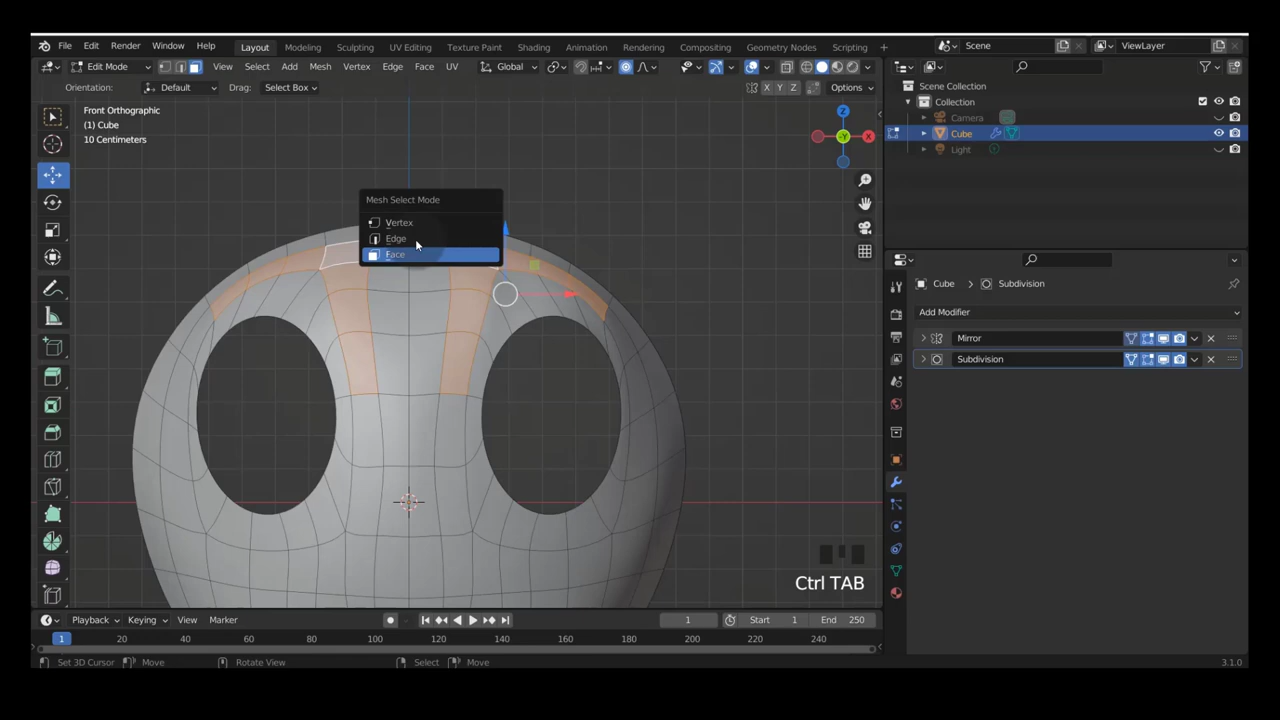 File Edit Render Window Help Layout Modeling Sculpting UV Editing Texture Paint Shading Animation Rendering Compositing Geometry Nodes Scripting + Scene ViewLayer
Edit Mode View Select Add Mesh Vertex Edge Face UV Global
Orientation: Default Drag: Select Box X Y Z Options
Scene Collection
Collection
Camera
Cube
Light
Front Orthographic
(1) Cube
10 Centimeters
Z
-Y
X
Mesh Select Mode
Vertex
Edge
Face
Ctrl TAB
Cube > Subdivision
Add Modifier
Mirror
Subdivision
Playback Keying View Marker 1 Start 1 End 250
1 20 40 60 80 100 120 140 160 180 200 220 240
Set 3D Cursor Move Rotate View Select Move 3.1.0